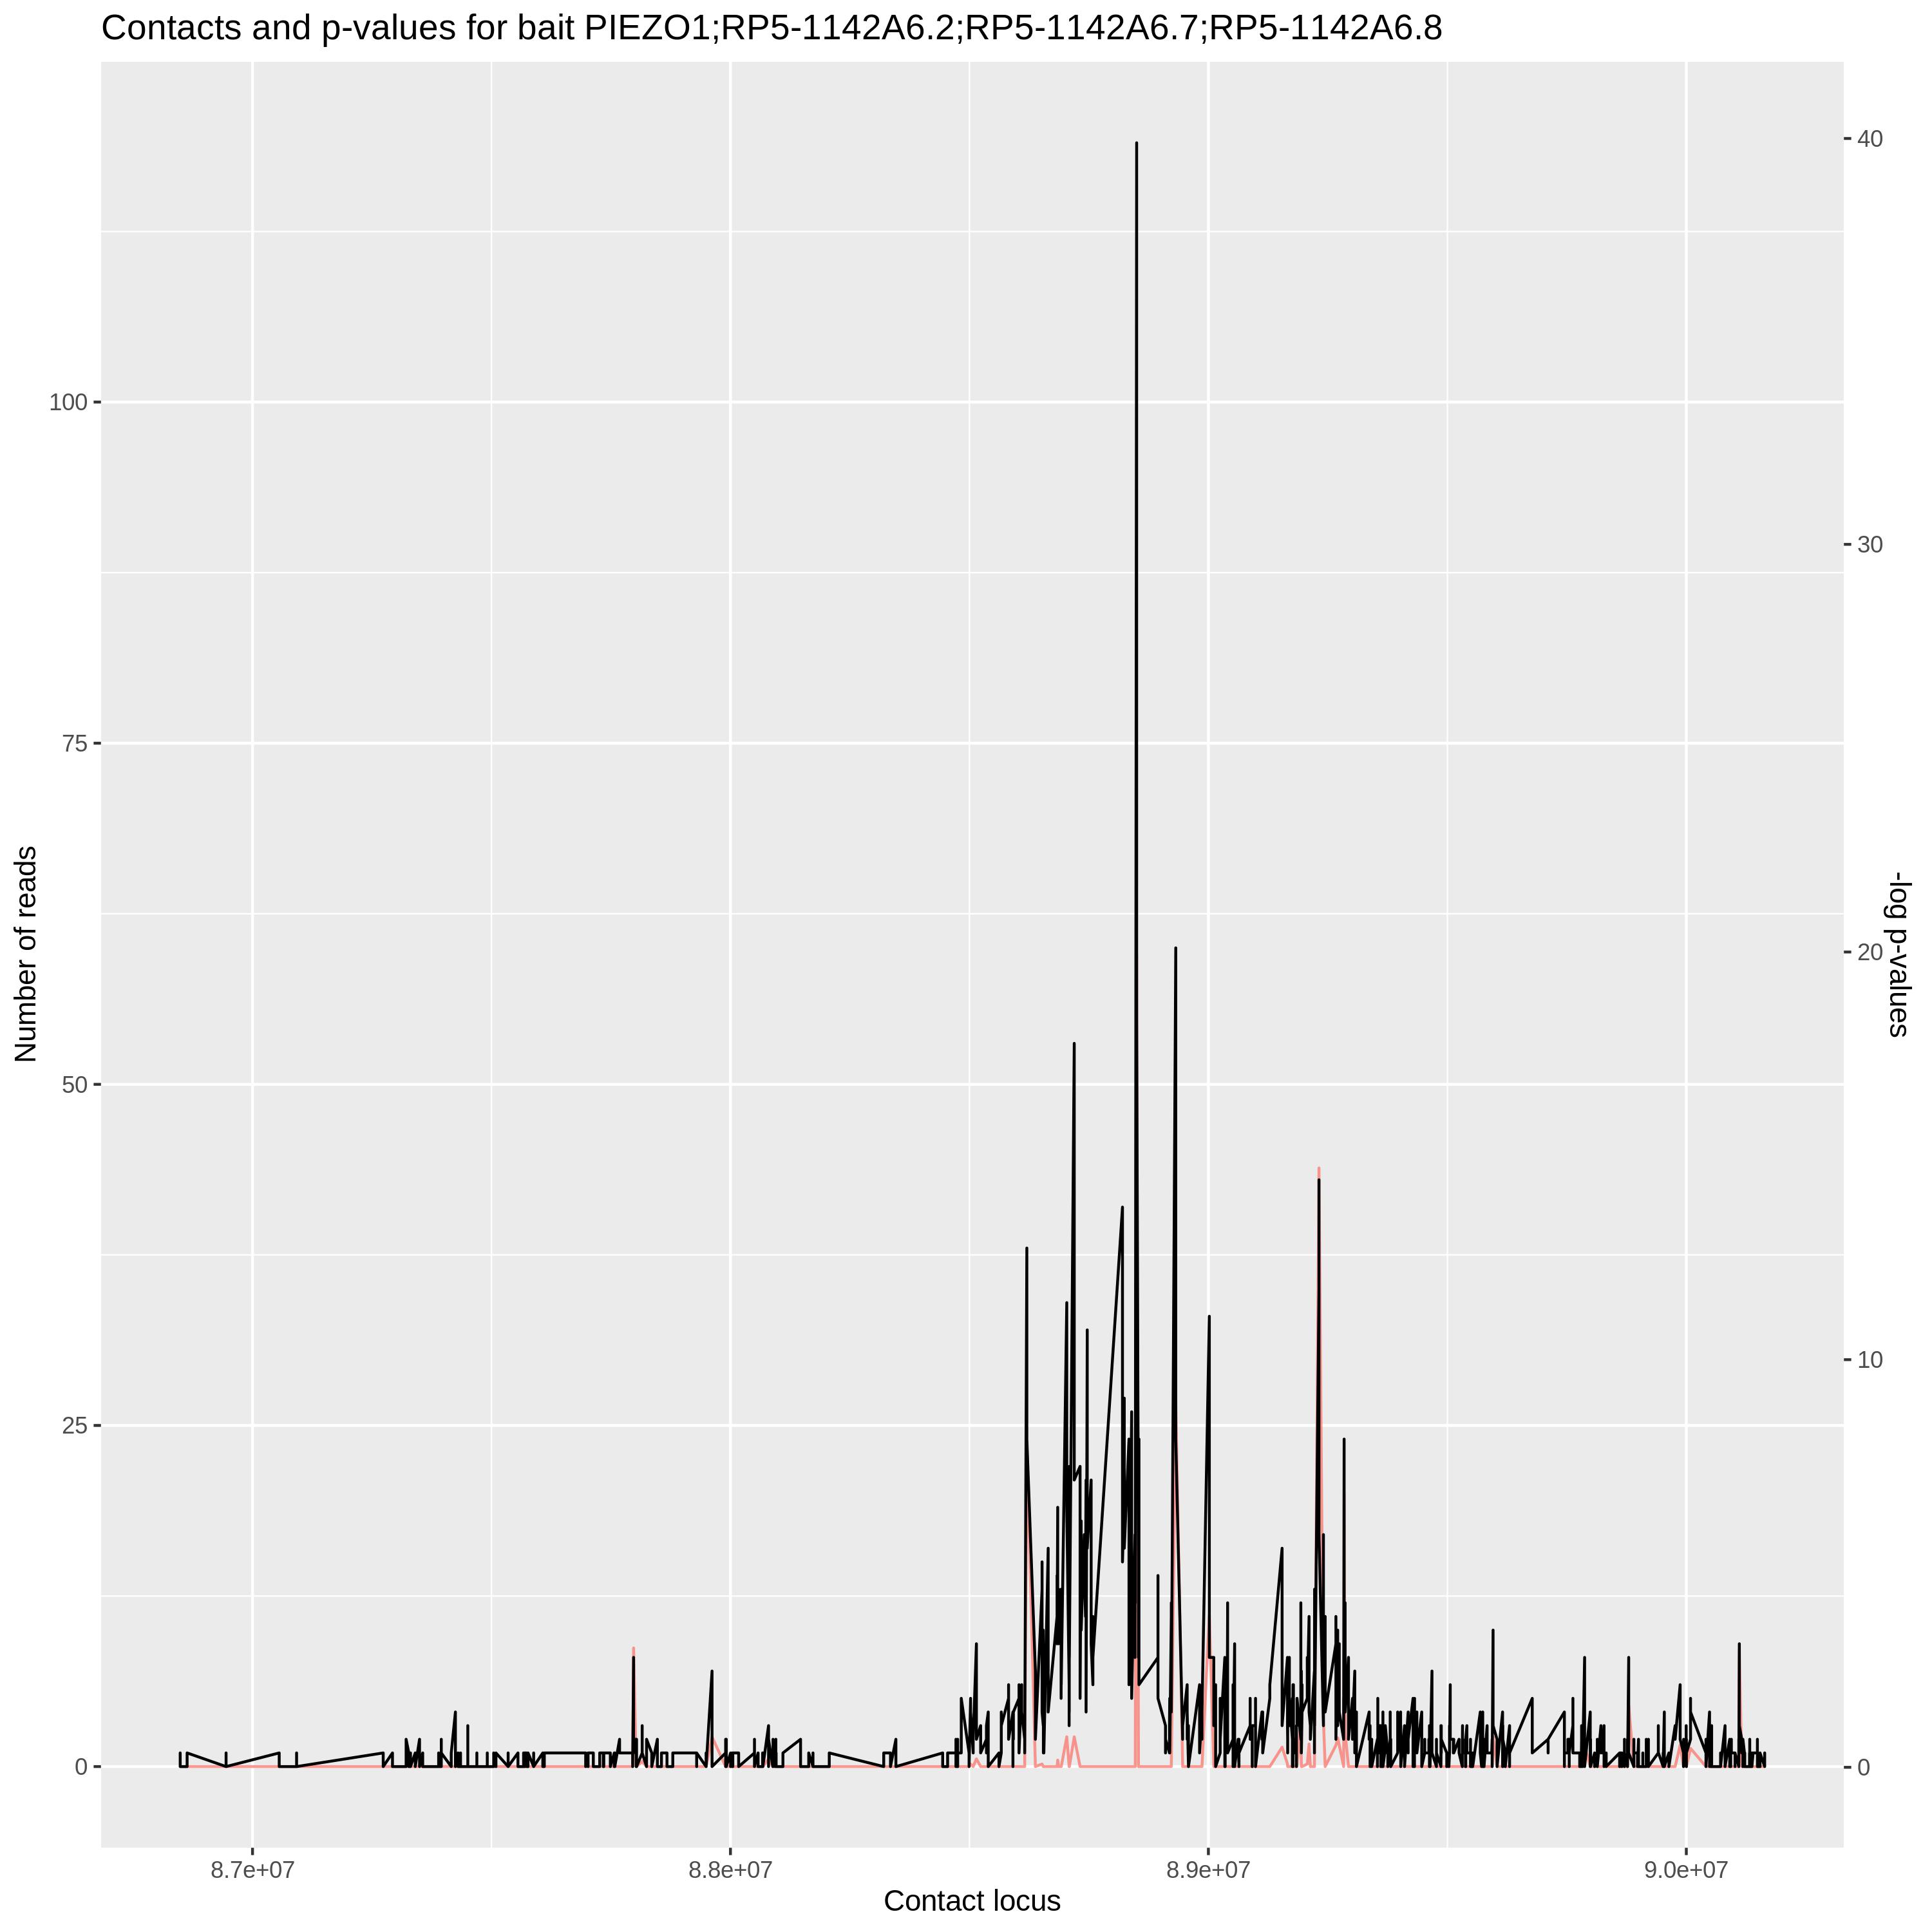 Contacts and p-values for bait PIEZO1;RP5-1142A6.2;RP5-1142A6.7;RP5-1142A6.8
Number of reads
100
75
50
25
0
40
30
20
10
0
-log p-values
8.7e+07 8.8e+07 8.9e+07 9.0e+07
Contact locus